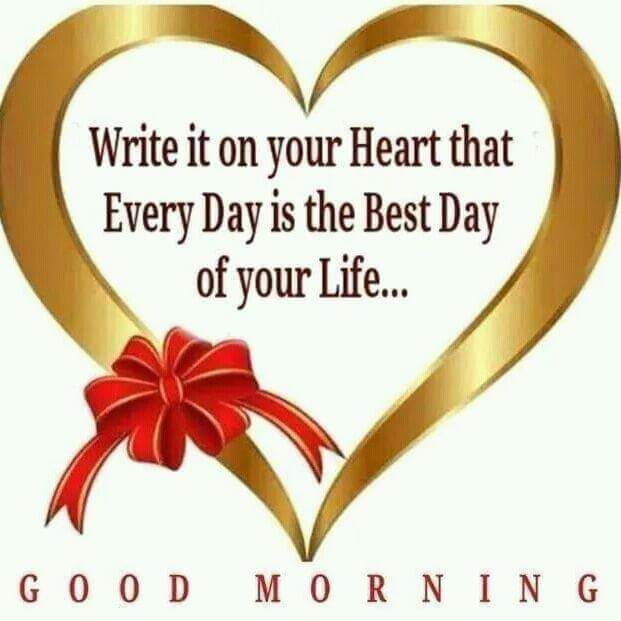 Write it on your Heart that
Every Day is the Best Day
of your Life...
GOOD MORNING